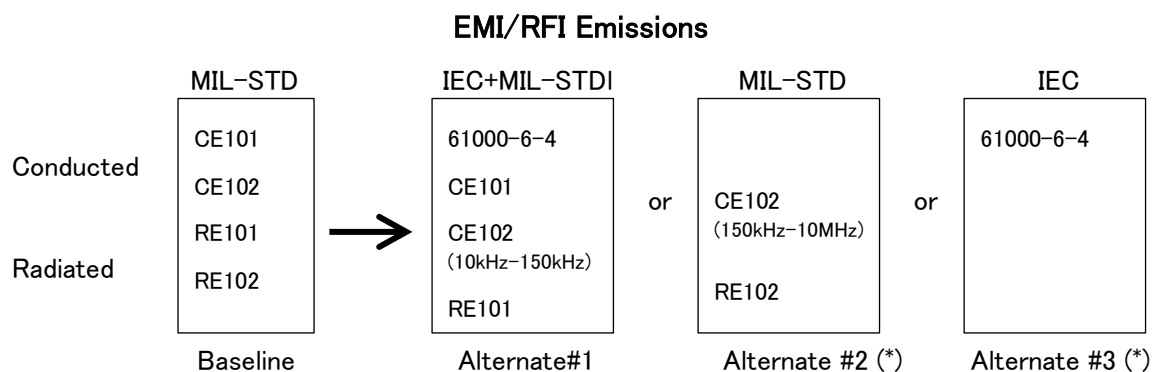 EMI/RFI Emissions
MIL-STD
IEC+MIL-STDI
MIL-STD
IEC
Conducted
Radiated
CE101
CE102
RE101
RE102
61000-6-4
CE101
CE102
(10kHz-150kHz)
RE101
or
CE102
(150kHz-10MHz)
RE102
or
61000-6-4
Baseline
Alternate#1
Alternate #2 (*)
Alternate #3 (*)